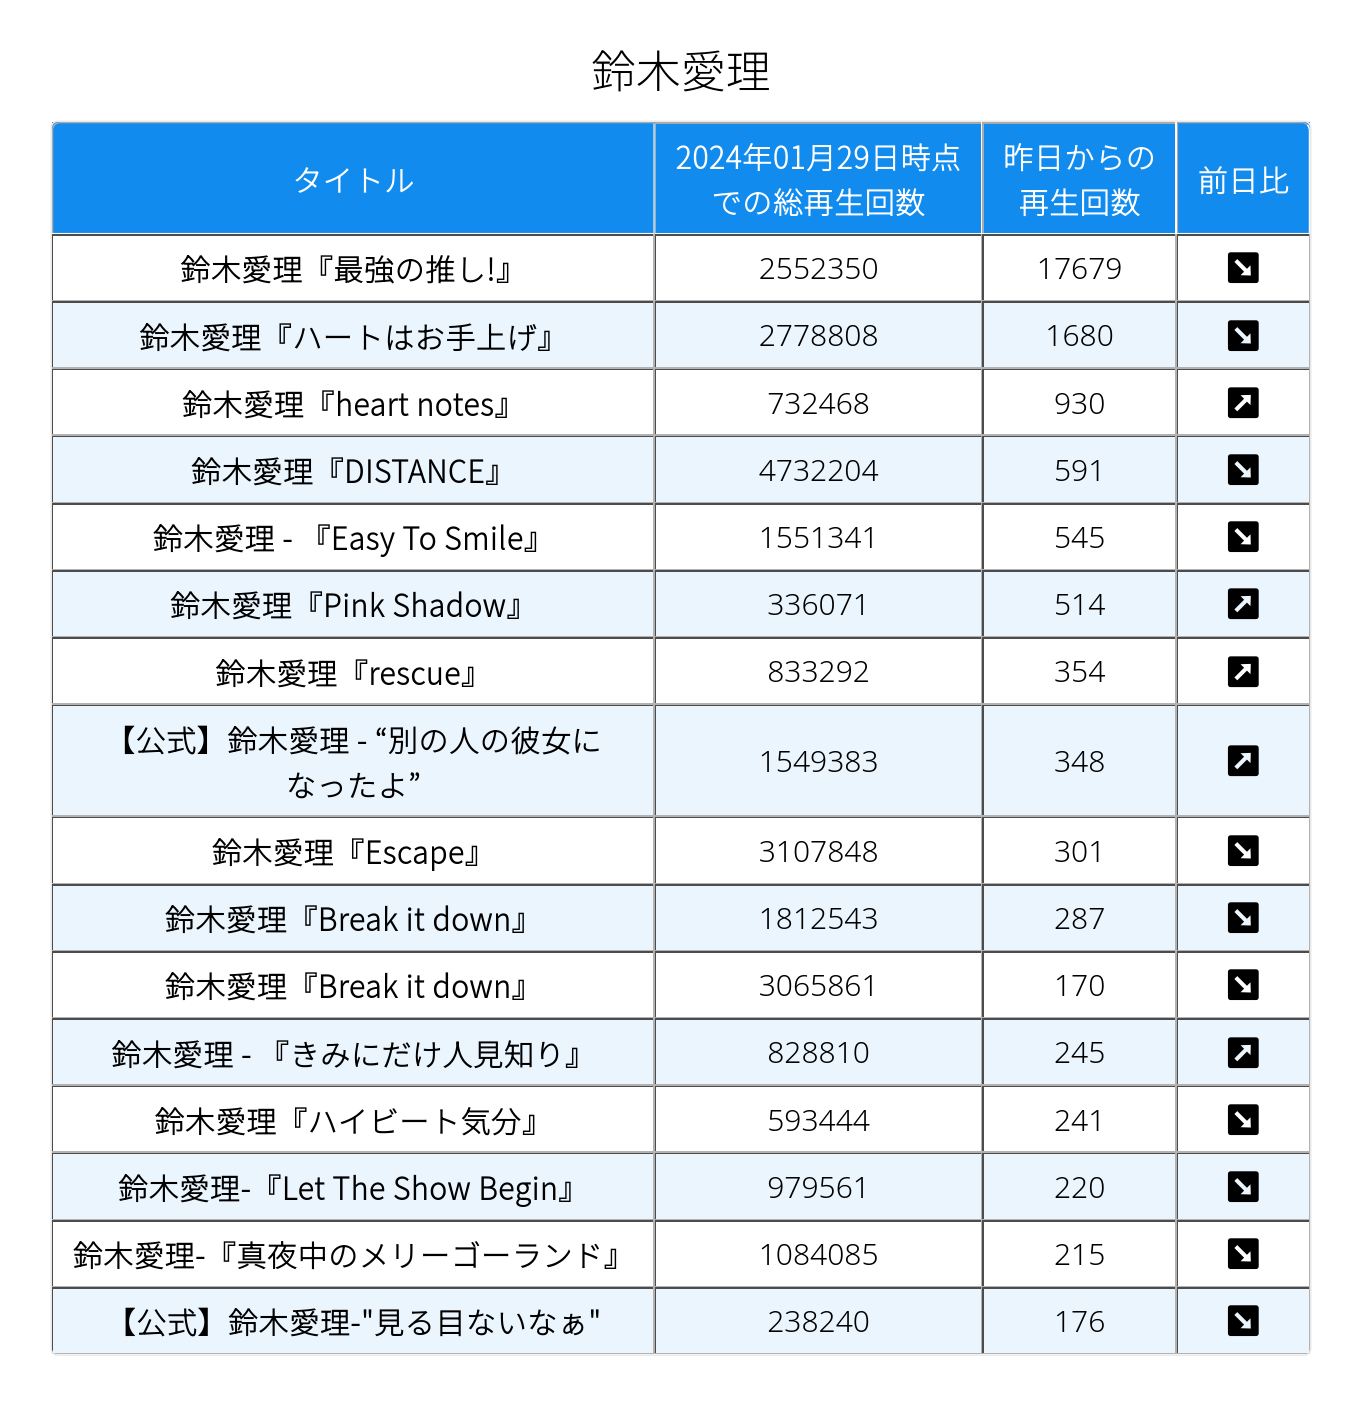 鈴木愛理
タイトル 2024年01月29日時点 昨日からの 前日比
での総再生回数 再生回数
鈴木愛理『最強の推し!』 2552350 17679
鈴木愛理『ハートはお手上げ』 2778808 1680
鈴木愛理『heart notes』 732468 930
鈴木愛理『DISTANCE』 4732204 591
鈴木愛理 - 『Easy To Smile』 1551341 545
鈴木愛理『Pink Shadow』 336071 514
鈴木愛理『rescue』 833292 354
【公式】鈴木愛理 - “別の人の彼女に
なったよ” 1549383 348
鈴木愛理『Escape』 3107848 301
鈴木愛理『Break it down』 1812543 287
鈴木愛理『Break it down』 3065861 170
鈴木愛理 - 『きみにだけ人見知り』 828810 245
鈴木愛理『ハイビート気分』 593444 241
鈴木愛理-『Let The Show Begin』 979561 220
鈴木愛理-『真夜中のメリーゴーランド』 1084085 215
【公式】鈴木愛理-"見る目ないなぁ" 238240 176